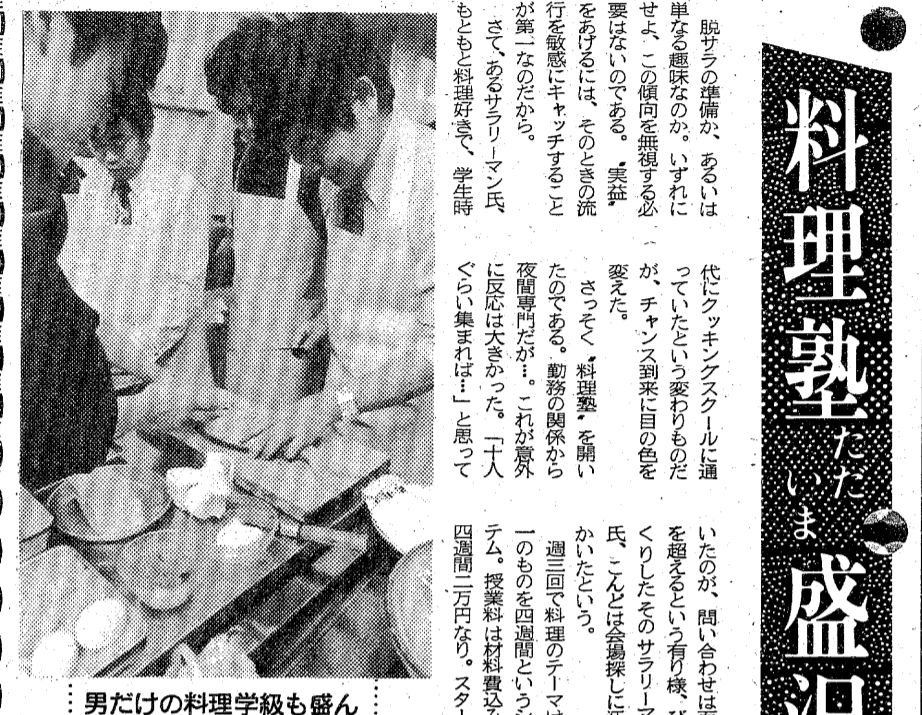 料理塾
ただ
いま
盛況
脱サラの準備か、あるいは
単なる趣味なのか。いずれに
せよ、この傾向を無視する必
要はないのである。〝実益〟
をあげるには、そのときの流
行を敏感にキャッチすること
が第一なのだから。
さて、あるサラリーマン氏、
もともと料理好きで、学生時
代にクッキングスクールに通
っていたという変わりものだ
が、チャンス到来に目の色を
変えた。
さっそく〝料理塾〟を開い
たのである。勤務の関係から
夜間専門だが…。これが意外
に反応は大きかった。「十人
ぐらい集まれば…」と思って
いたのが、問い合わせは
を超えるという有り様、び
くりしたそのサラリーマ
氏、こんどは会場探しに
かいたという。
週三回で料理のテーマは
一のものを四週間というシ
テム。授業料は材料費込み
四週間二万円なり。スター
男だけの料理学級も盛ん